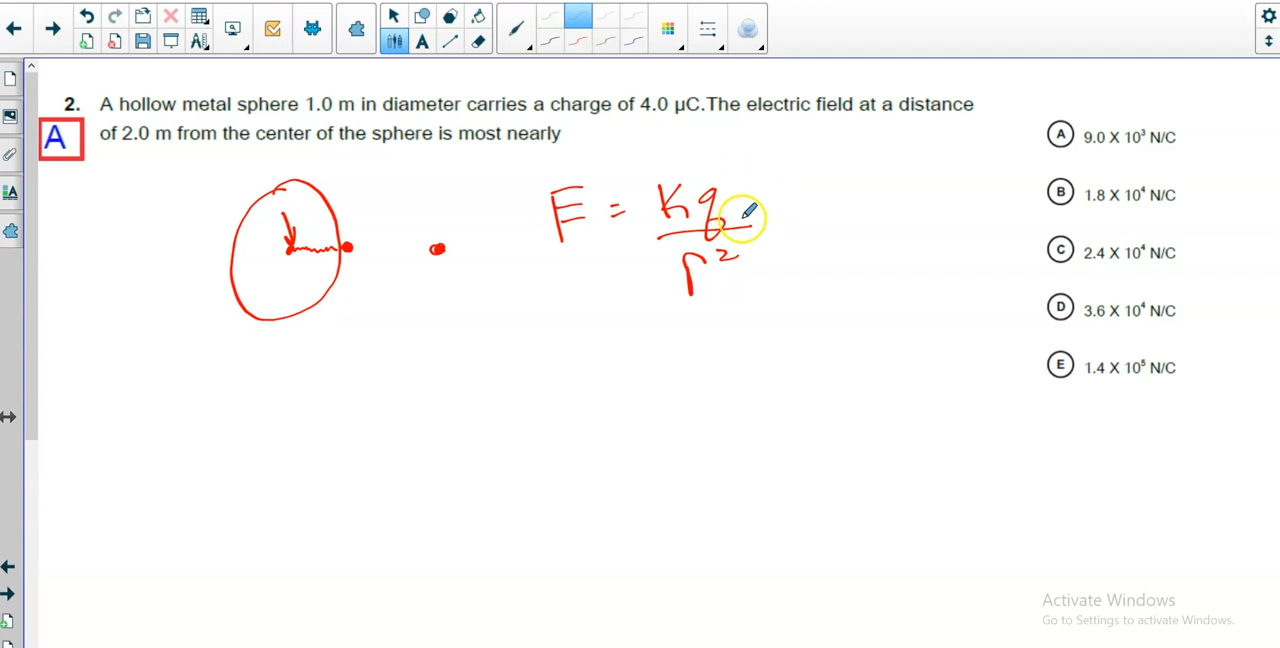 2. A hollow metal sphere 1.0 m in diameter carries a charge of 4.0 µC.The electric field at a distance
of 2.0 m from the center of the sphere is most nearly
A
A 9.0 X 10³ N/C
B 1.8 X 10⁴ N/C
C 2.4 X 10⁴ N/C
D 3.6 X 10⁴ N/C
E 1.4 X 10⁵ N/C
E = Kq
r²
Activate Windows
Go to Settings to activate Windows.